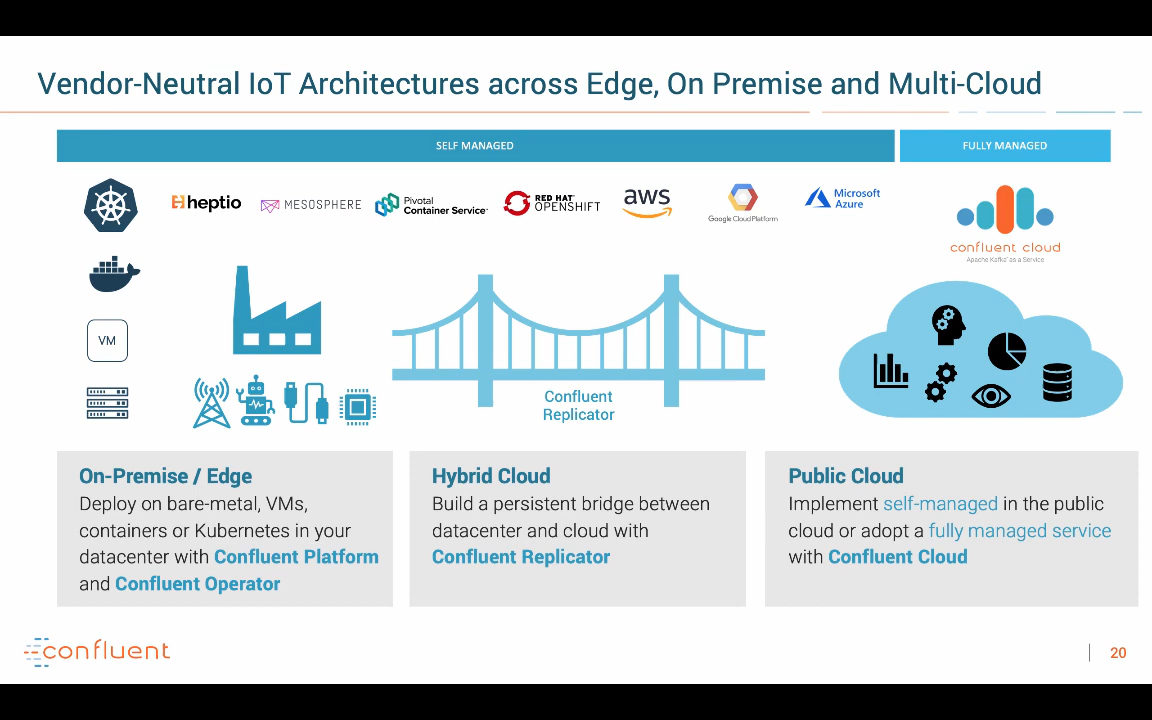 Vendor-Neutral IoT Architectures across Edge, On Premise and Multi-Cloud
SELF MANAGED
FULLY MANAGED
heptio
MESOSPHERE
Pivotal
Container Service™
RED HAT®
OPENSHIFT
aws
Google Cloud Platform
Microsoft
Azure
confluent cloud
Apache Kafka® as a Service
VM
Confluent
Replicator
On-Premise / Edge
Deploy on bare-metal, VMs,
containers or Kubernetes in your
datacenter with Confluent Platform
and Confluent Operator
Hybrid Cloud
Build a persistent bridge between
datacenter and cloud with
Confluent Replicator
Public Cloud
Implement self-managed in the public
cloud or adopt a fully managed service
with Confluent Cloud
confluent
20